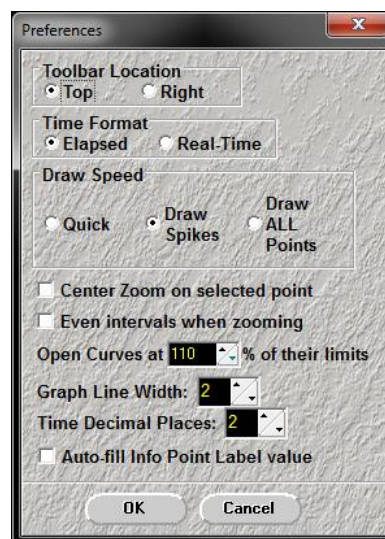 Preferences
Toolbar Location
Top Right
Time Format
Elapsed Real-Time
Draw Speed
Quick Draw Spikes Draw ALL Points
Center Zoom on selected point
Even intervals when zooming
Open Curves at 110 % of their limits
Graph Line Width: 2
Time Decimal Places: 2
Auto-fill Info Point Label value
OK Cancel